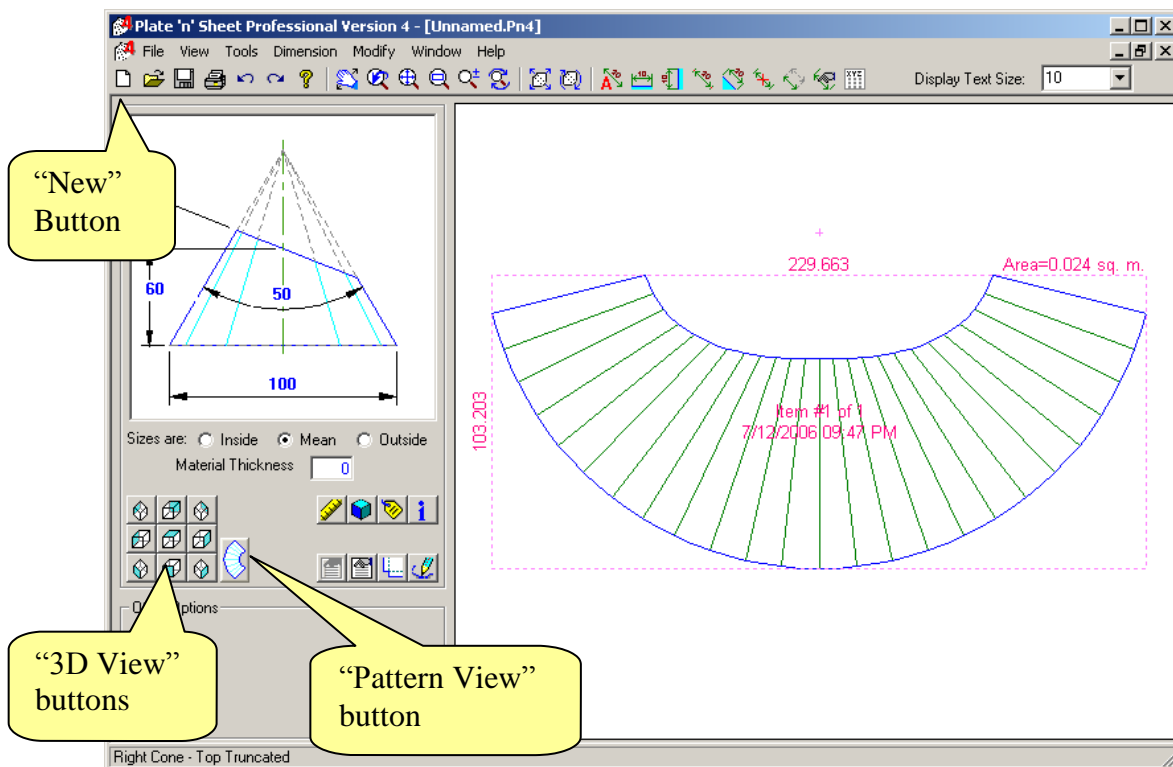 Plate 'n' Sheet Professional Version 4 - [Unnamed.Pn4]
File View Tools Dimension Modify Window Help
Display Text Size: 10
“New”
Button
60
50
100
Sizes are: Inside Mean Outside
Material Thickness 0
“3D View”
buttons
“Pattern View”
button
229.663
Area=0.024 sq. m.
103.203
Item #1 of 1
7/12/2006 09:47 PM
Right Cone - Top Truncated